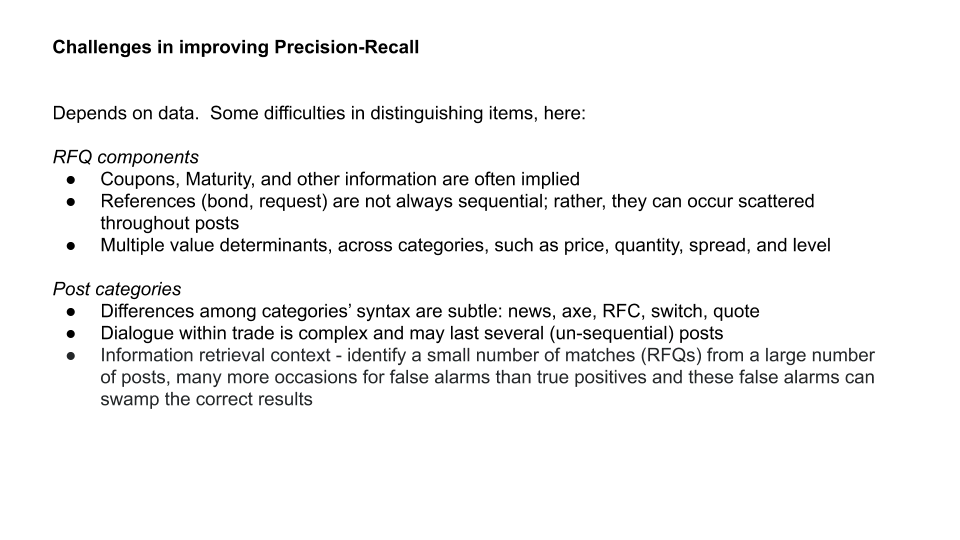 Challenges in improving Precision-Recall
Depends on data.  Some difficulties in distinguishing items, here:
RFQ components
● Coupons, Maturity, and other information are often implied
● References (bond, request) are not always sequential; rather, they can occur scattered
throughout posts
● Multiple value determinants, across categories, such as price, quantity, spread, and level
Post categories
● Differences among categories’ syntax are subtle: news, axe, RFC, switch, quote
● Dialogue within trade is complex and may last several (un-sequential) posts
● Information retrieval context - identify a small number of matches (RFQs) from a large number
of posts, many more occasions for false alarms than true positives and these false alarms can
swamp the correct results